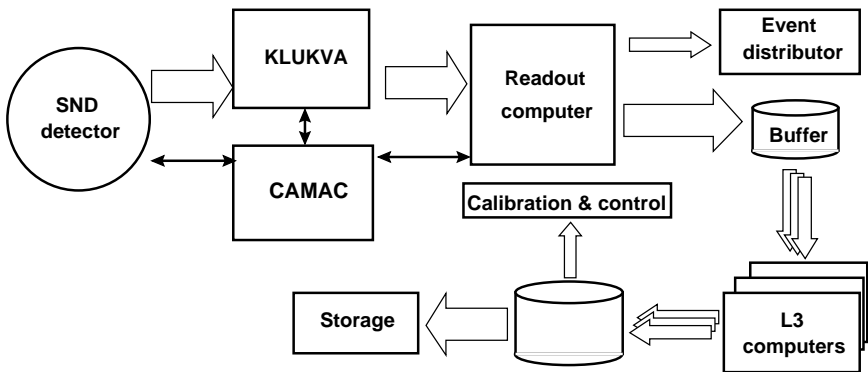 SND
detector
KLUKVA
CAMAC
Readout
computer
Event
distributor
Buffer
Calibration & control
Storage
L3
computers